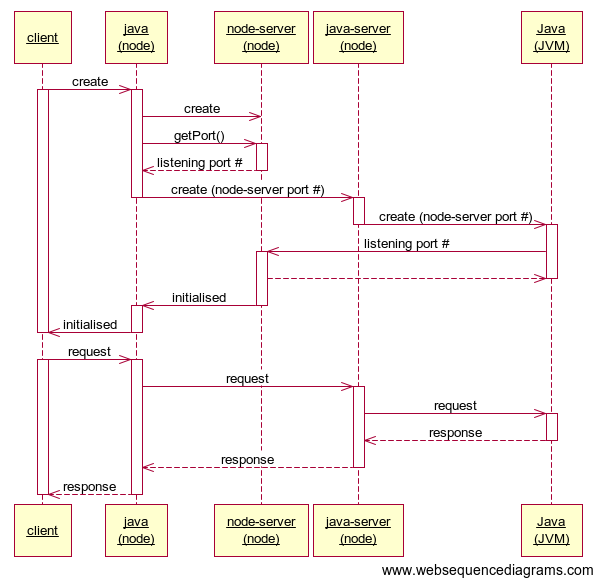 client
java
(node)
node-server
(node)
java-server
(node)
Java
(JVM)
create
create
getPort()
listening port #
create (node-server port #)
create (node-server port #)
listening port #
initialised
initialised
request
request
request
response
response
response
client
java
(node)
node-server
(node)
java-server
(node)
Java
(JVM)
www.websequencediagrams.com